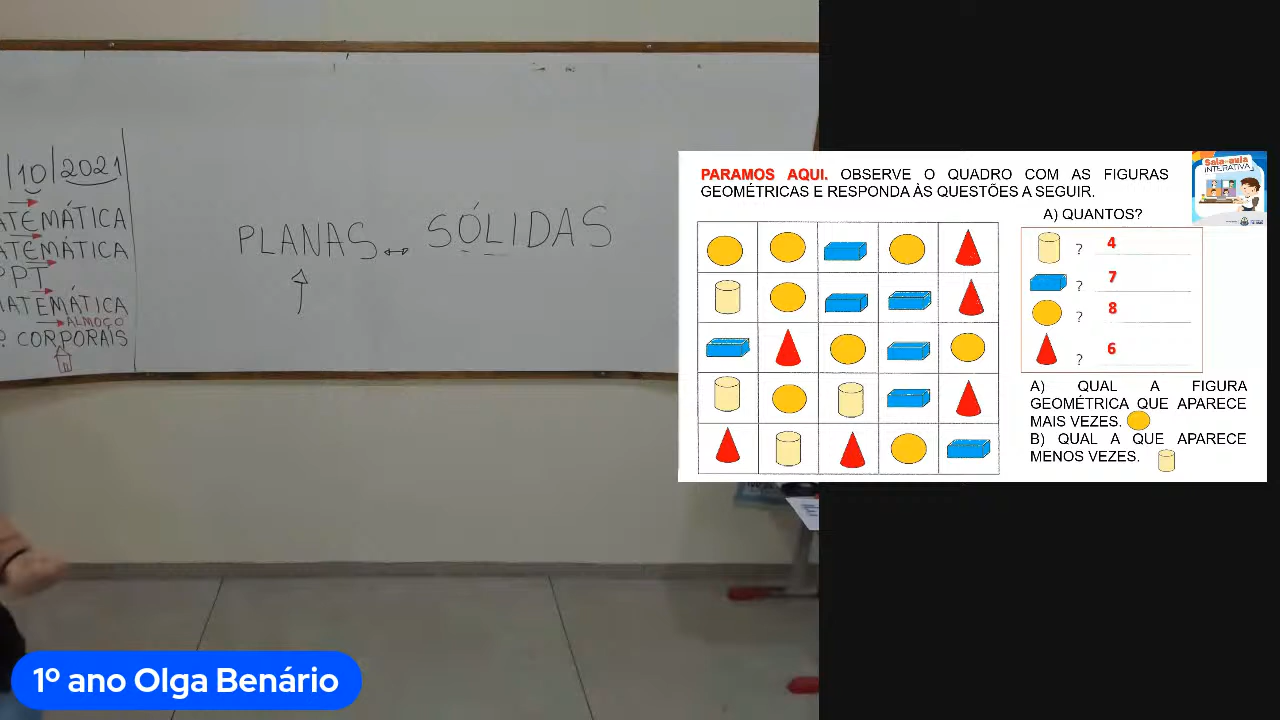 /10/2021
ATEMÁTICA
ATEMÁTICA
PPT
MATEMÁTICA
ALMOÇO
? CORPORAIS
PLANAS ↔ SÓLIDAS
PARAMOS AQUI. OBSERVE O QUADRO COM AS FIGURAS
GEOMÉTRICAS E RESPONDA ÀS QUESTÕES A SEGUIR.
Sala de aula
INTERATIVA
A) QUANTOS?
? 4
? 7
? 8
? 6
A) QUAL A FIGURA
GEOMÉTRICA QUE APARECE
MAIS VEZES.
B) QUAL A QUE APARECE
MENOS VEZES.
1º ano Olga Benário